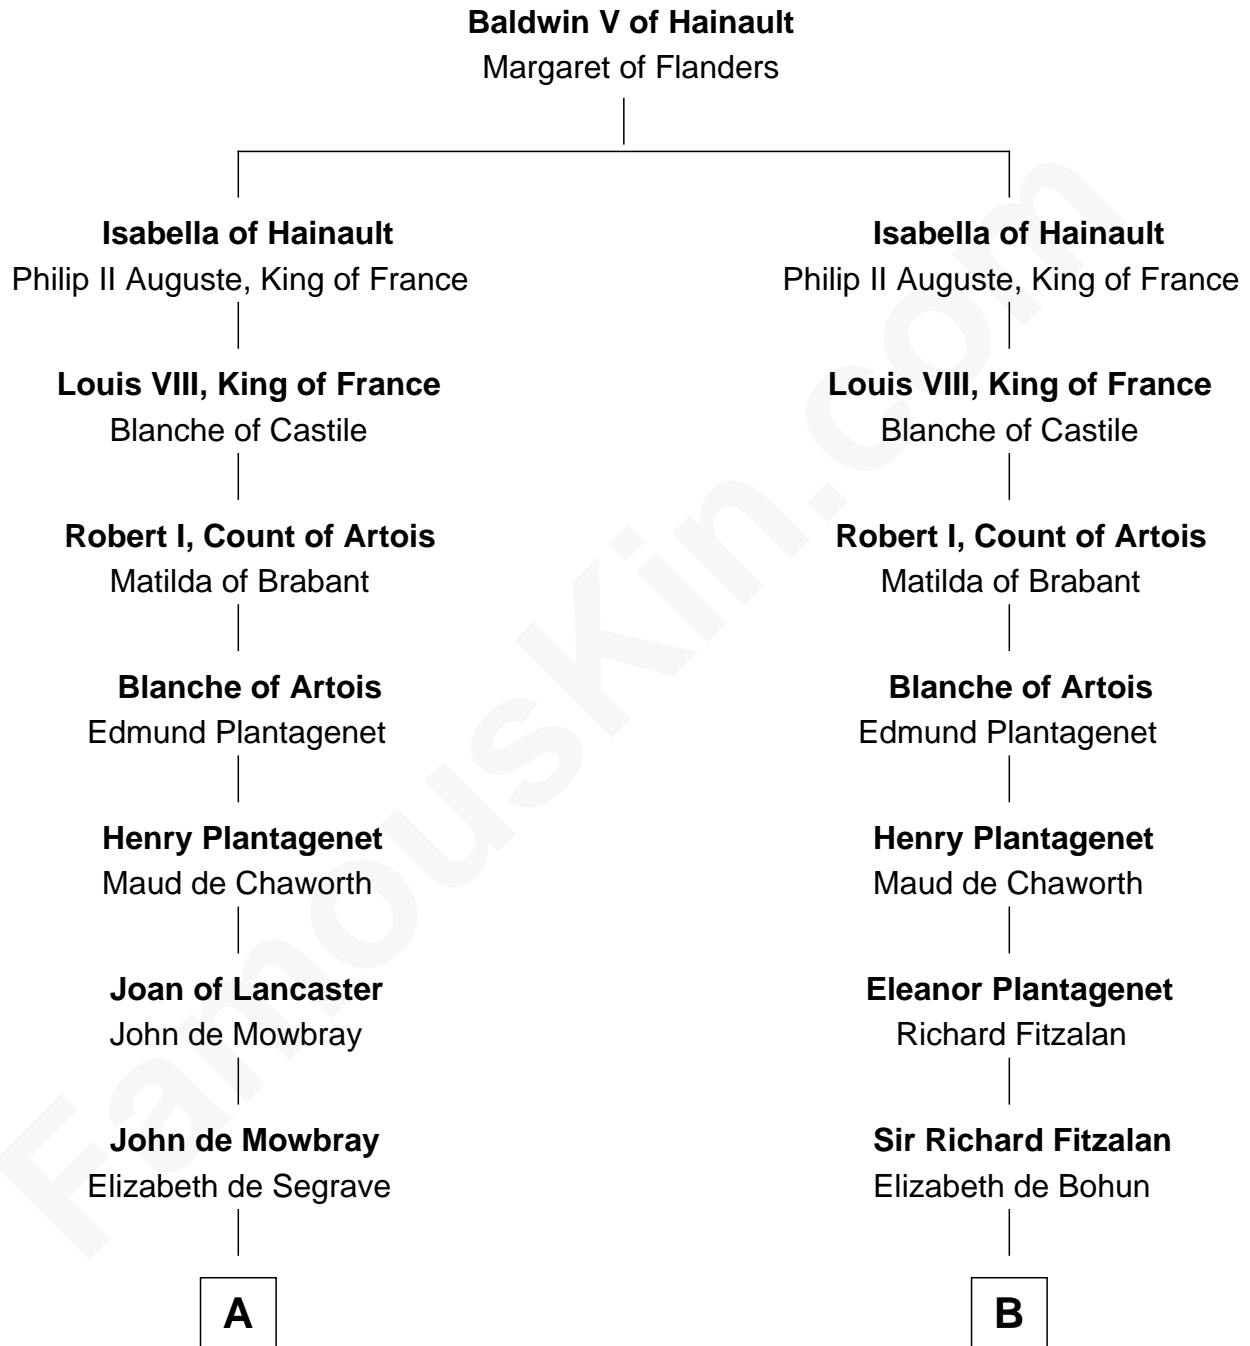 Baldwin V of Hainault
Margaret of Flanders
Isabella of Hainault
Philip II Auguste, King of France
Louis VIII, King of France
Blanche of Castile
Robert I, Count of Artois
Matilda of Brabant
Blanche of Artois
Edmund Plantagenet
Henry Plantagenet
Maud de Chaworth
Joan of Lancaster
John de Mowbray
John de Mowbray
Elizabeth de Segrave
A
Isabella of Hainault
Philip II Auguste, King of France
Louis VIII, King of France
Blanche of Castile
Robert I, Count of Artois
Matilda of Brabant
Blanche of Artois
Edmund Plantagenet
Henry Plantagenet
Maud de Chaworth
Eleanor Plantagenet
Richard Fitzalan
Sir Richard Fitzalan
Elizabeth de Bohun
B
FamousKin.com